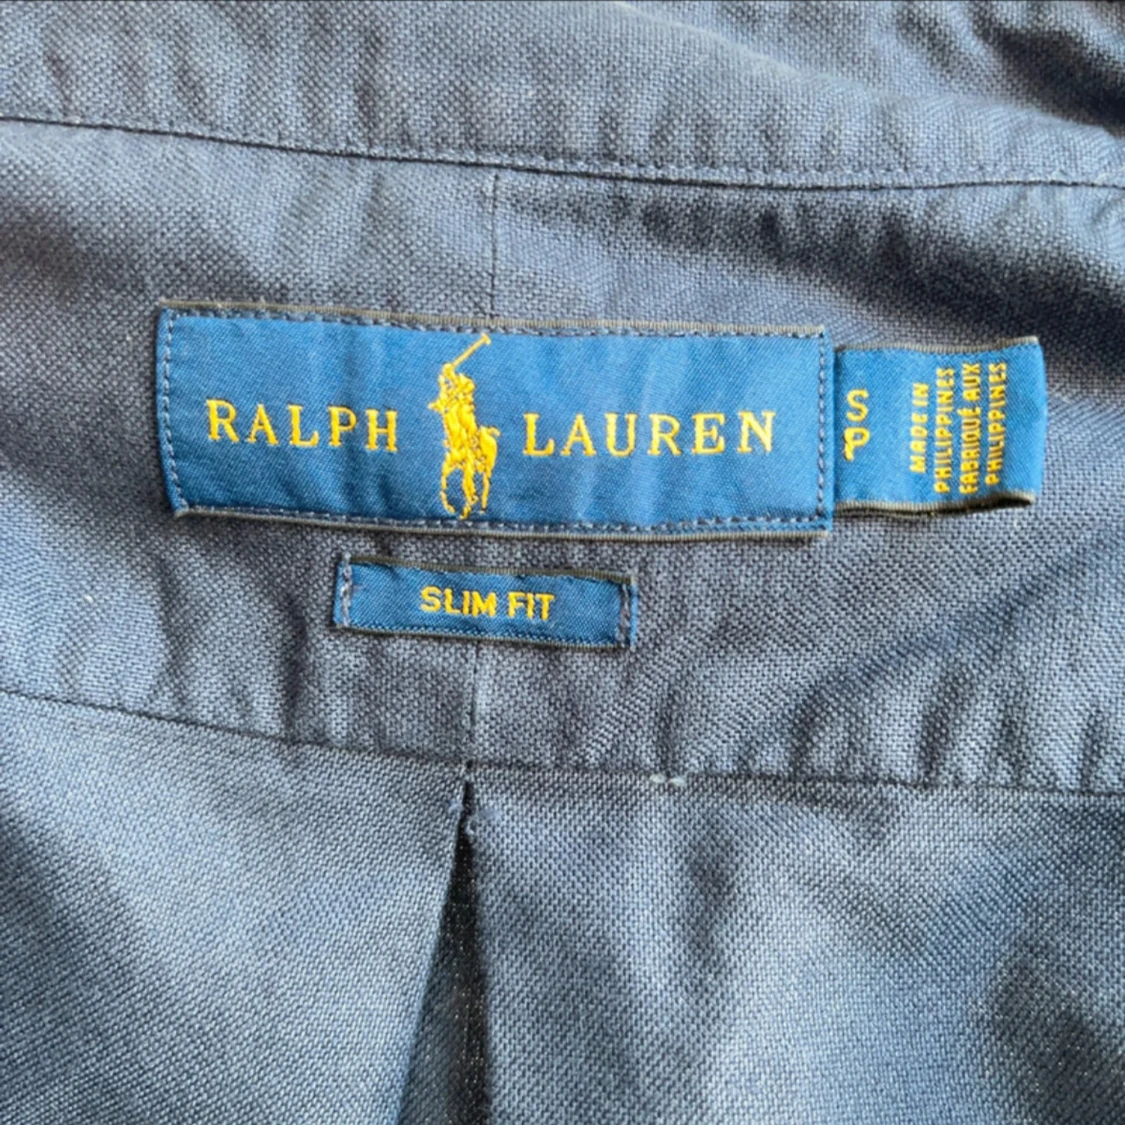 RALPH LAUREN
S
P
MADE IN
PHILIPPINES
FABRIQUÉ AUX
PHILIPPINES
SLIM FIT